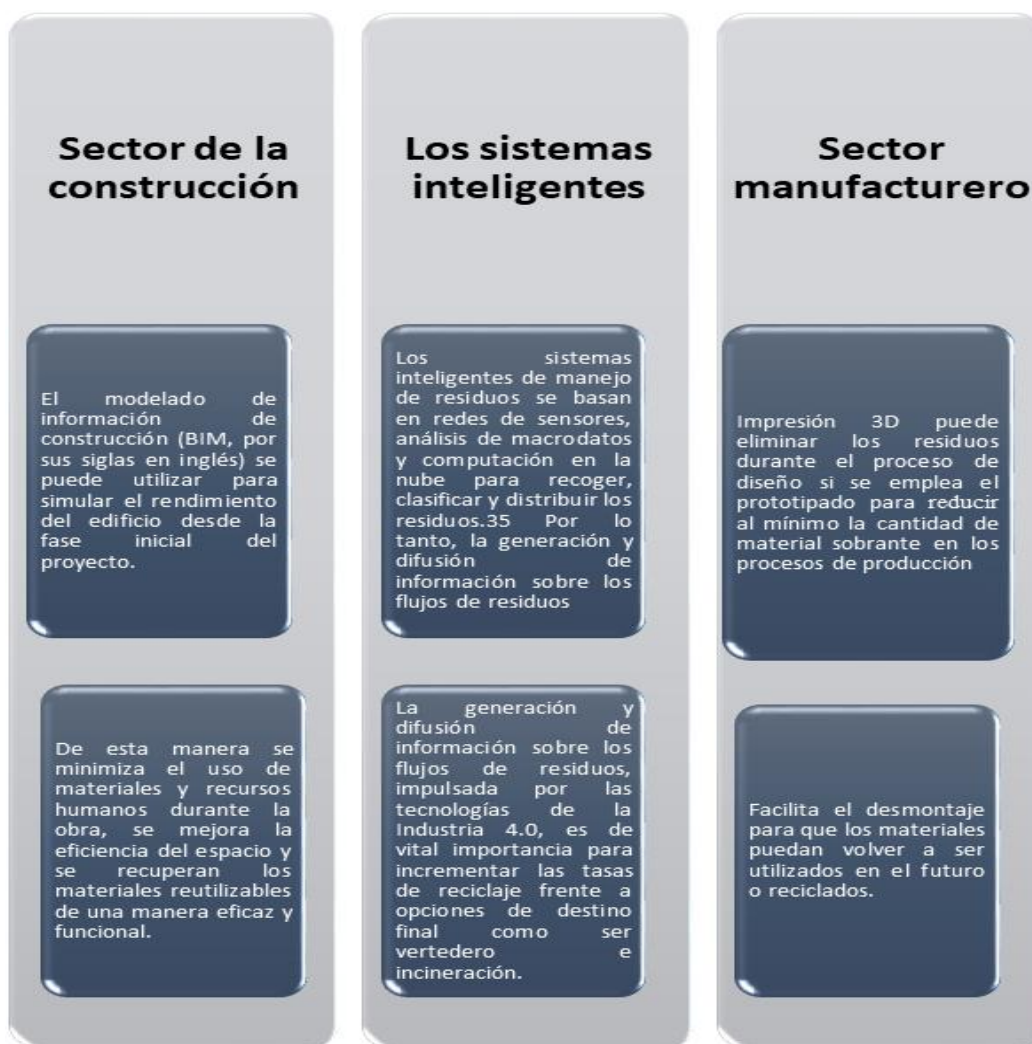 Sector de la
construcción
El modelado de
información de
construcción (BIM, por
sus siglas en inglés) se
puede utilizar para
simular el rendimiento
del edificio desde la
fase inicial del
proyecto.
De esta manera se
minimiza el uso de
materiales y recursos
humanos durante la
obra, se mejora la
eficiencia del espacio y
se recuperan los
materiales reutilizables
de una manera eficaz y
funcional.
Los sistemas
inteligentes
Los sistemas
inteligentes de manejo
de residuos se basan
en redes de sensores,
análisis de macrodatos
y computación en la
nube para recoger,
clasificar y distribuir los
residuos.35 Por lo
tanto, la generación y
difusión de
información sobre los
flujos de residuos
La generación y
difusión de
información sobre los
flujos de residuos,
impulsada por las
tecnologías de la
Industria 4.0, es de
vital importancia para
incrementar las tasas
de reciclaje frente a
opciones de destino
final como ser
vertedero e
incineración.
Sector
manufacturero
Impresión 3D puede
eliminar los residuos
durante el proceso de
diseño si se emplea el
prototipado para reducir
al mínimo la cantidad de
material sobrante en los
procesos de producción
Facilita el desmontaje
para que los materiales
puedan volver a ser
utilizados en el futuro
o reciclados.